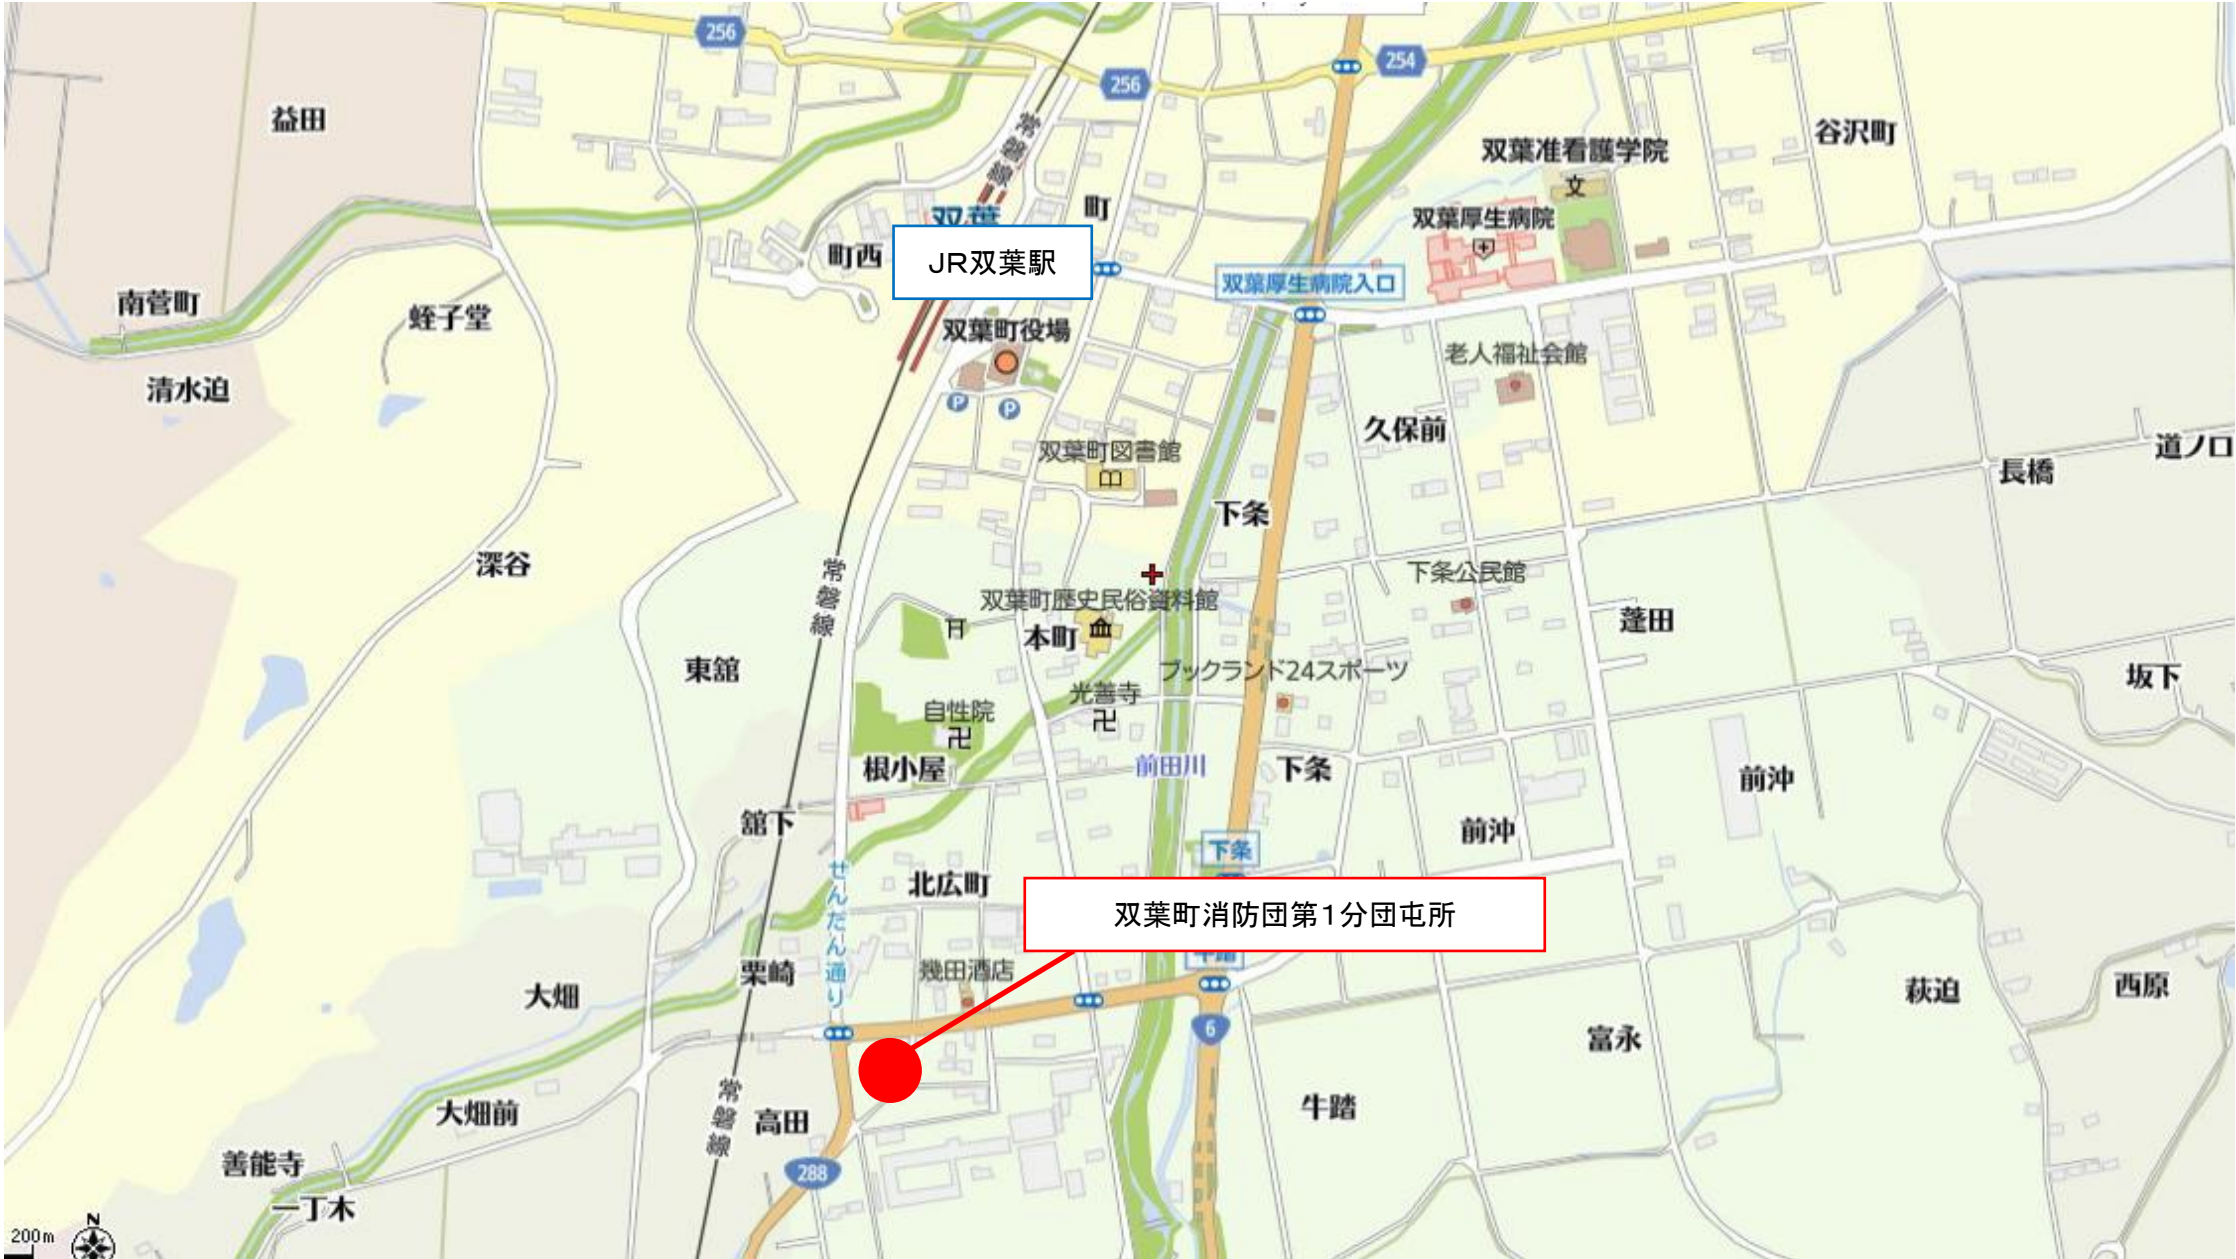 256
254
256
益田
常磐線
谷沢町
双葉准看護学院
文
双葉厚生病院
町
双葉
町西
JR双葉駅
双葉厚生病院入口
南菅町
蛭子堂
双葉町役場
老人福祉会館
清水迫
P
P
久保前
双葉町図書館
道ノ口
長橋
下条
深谷
常磐線
下条公民館
双葉町歴史民俗資料館
本町
蓬田
東舘
ブックランド24スポーツ
坂下
光善寺
自性院
根小屋
前田川
下条
前沖
舘下
前沖
下条
せんだん通り
北広町
双葉町消防団第1分団屯所
牛踏
栗崎
幾田酒店
大畑
萩迫
西原
6
富永
大畑前
常磐線
高田
牛踏
善能寺
288
一丁木
200m
N